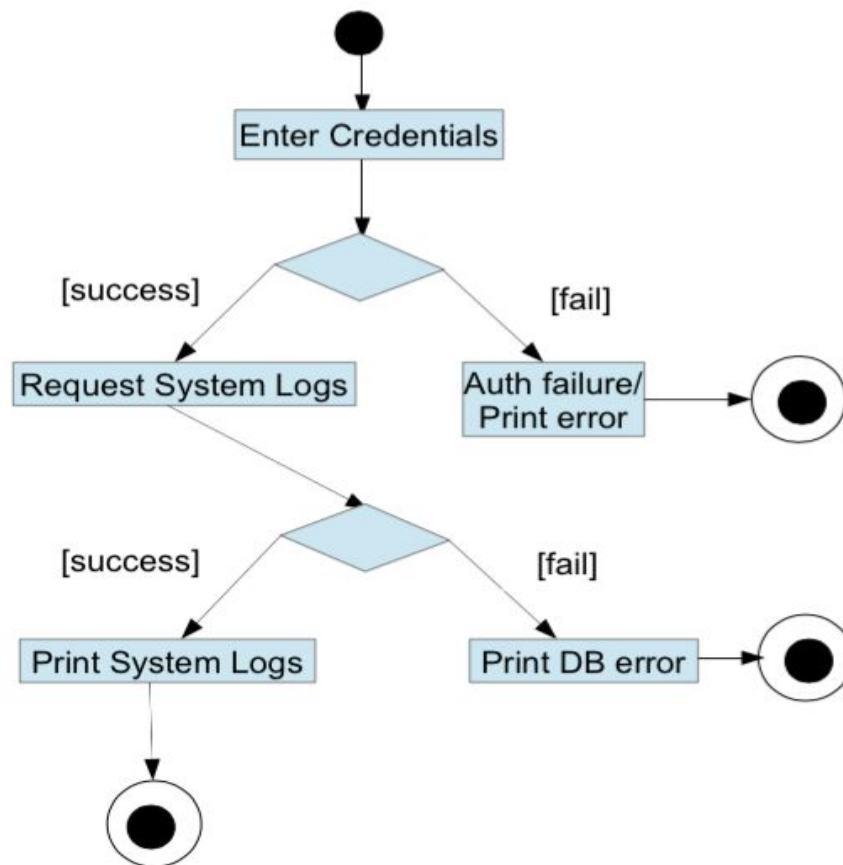 Enter Credentials
[success]
[fail]
Request System Logs
Auth failure/
Print error
[success]
[fail]
Print System Logs
Print DB error